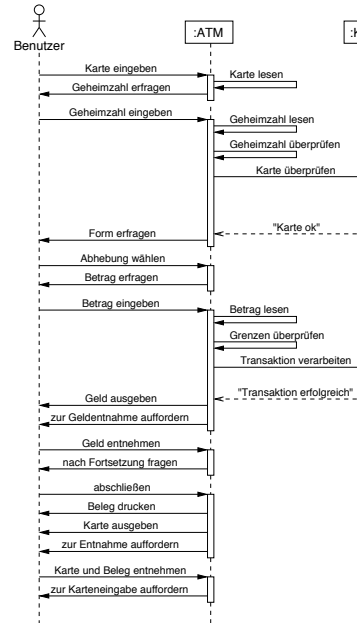 Benutzer
:ATM
:K
Karte eingeben
Karte lesen
Geheimzahl erfragen
Geheimzahl eingeben
Geheimzahl lesen
Geheimzahl überprüfen
Karte überprüfen
"Karte ok"
Form erfragen
Abhebung wählen
Betrag erfragen
Betrag eingeben
Betrag lesen
Grenzen überprüfen
Transaktion verarbeiten
"Transaktion erfolgreich"
Geld ausgeben
zur Geldentnahme auffordern
Geld entnehmen
nach Fortsetzung fragen
abschließen
Beleg drucken
Karte ausgeben
zur Entnahme auffordern
Karte und Beleg entnehmen
zur Karteneingabe auffordern